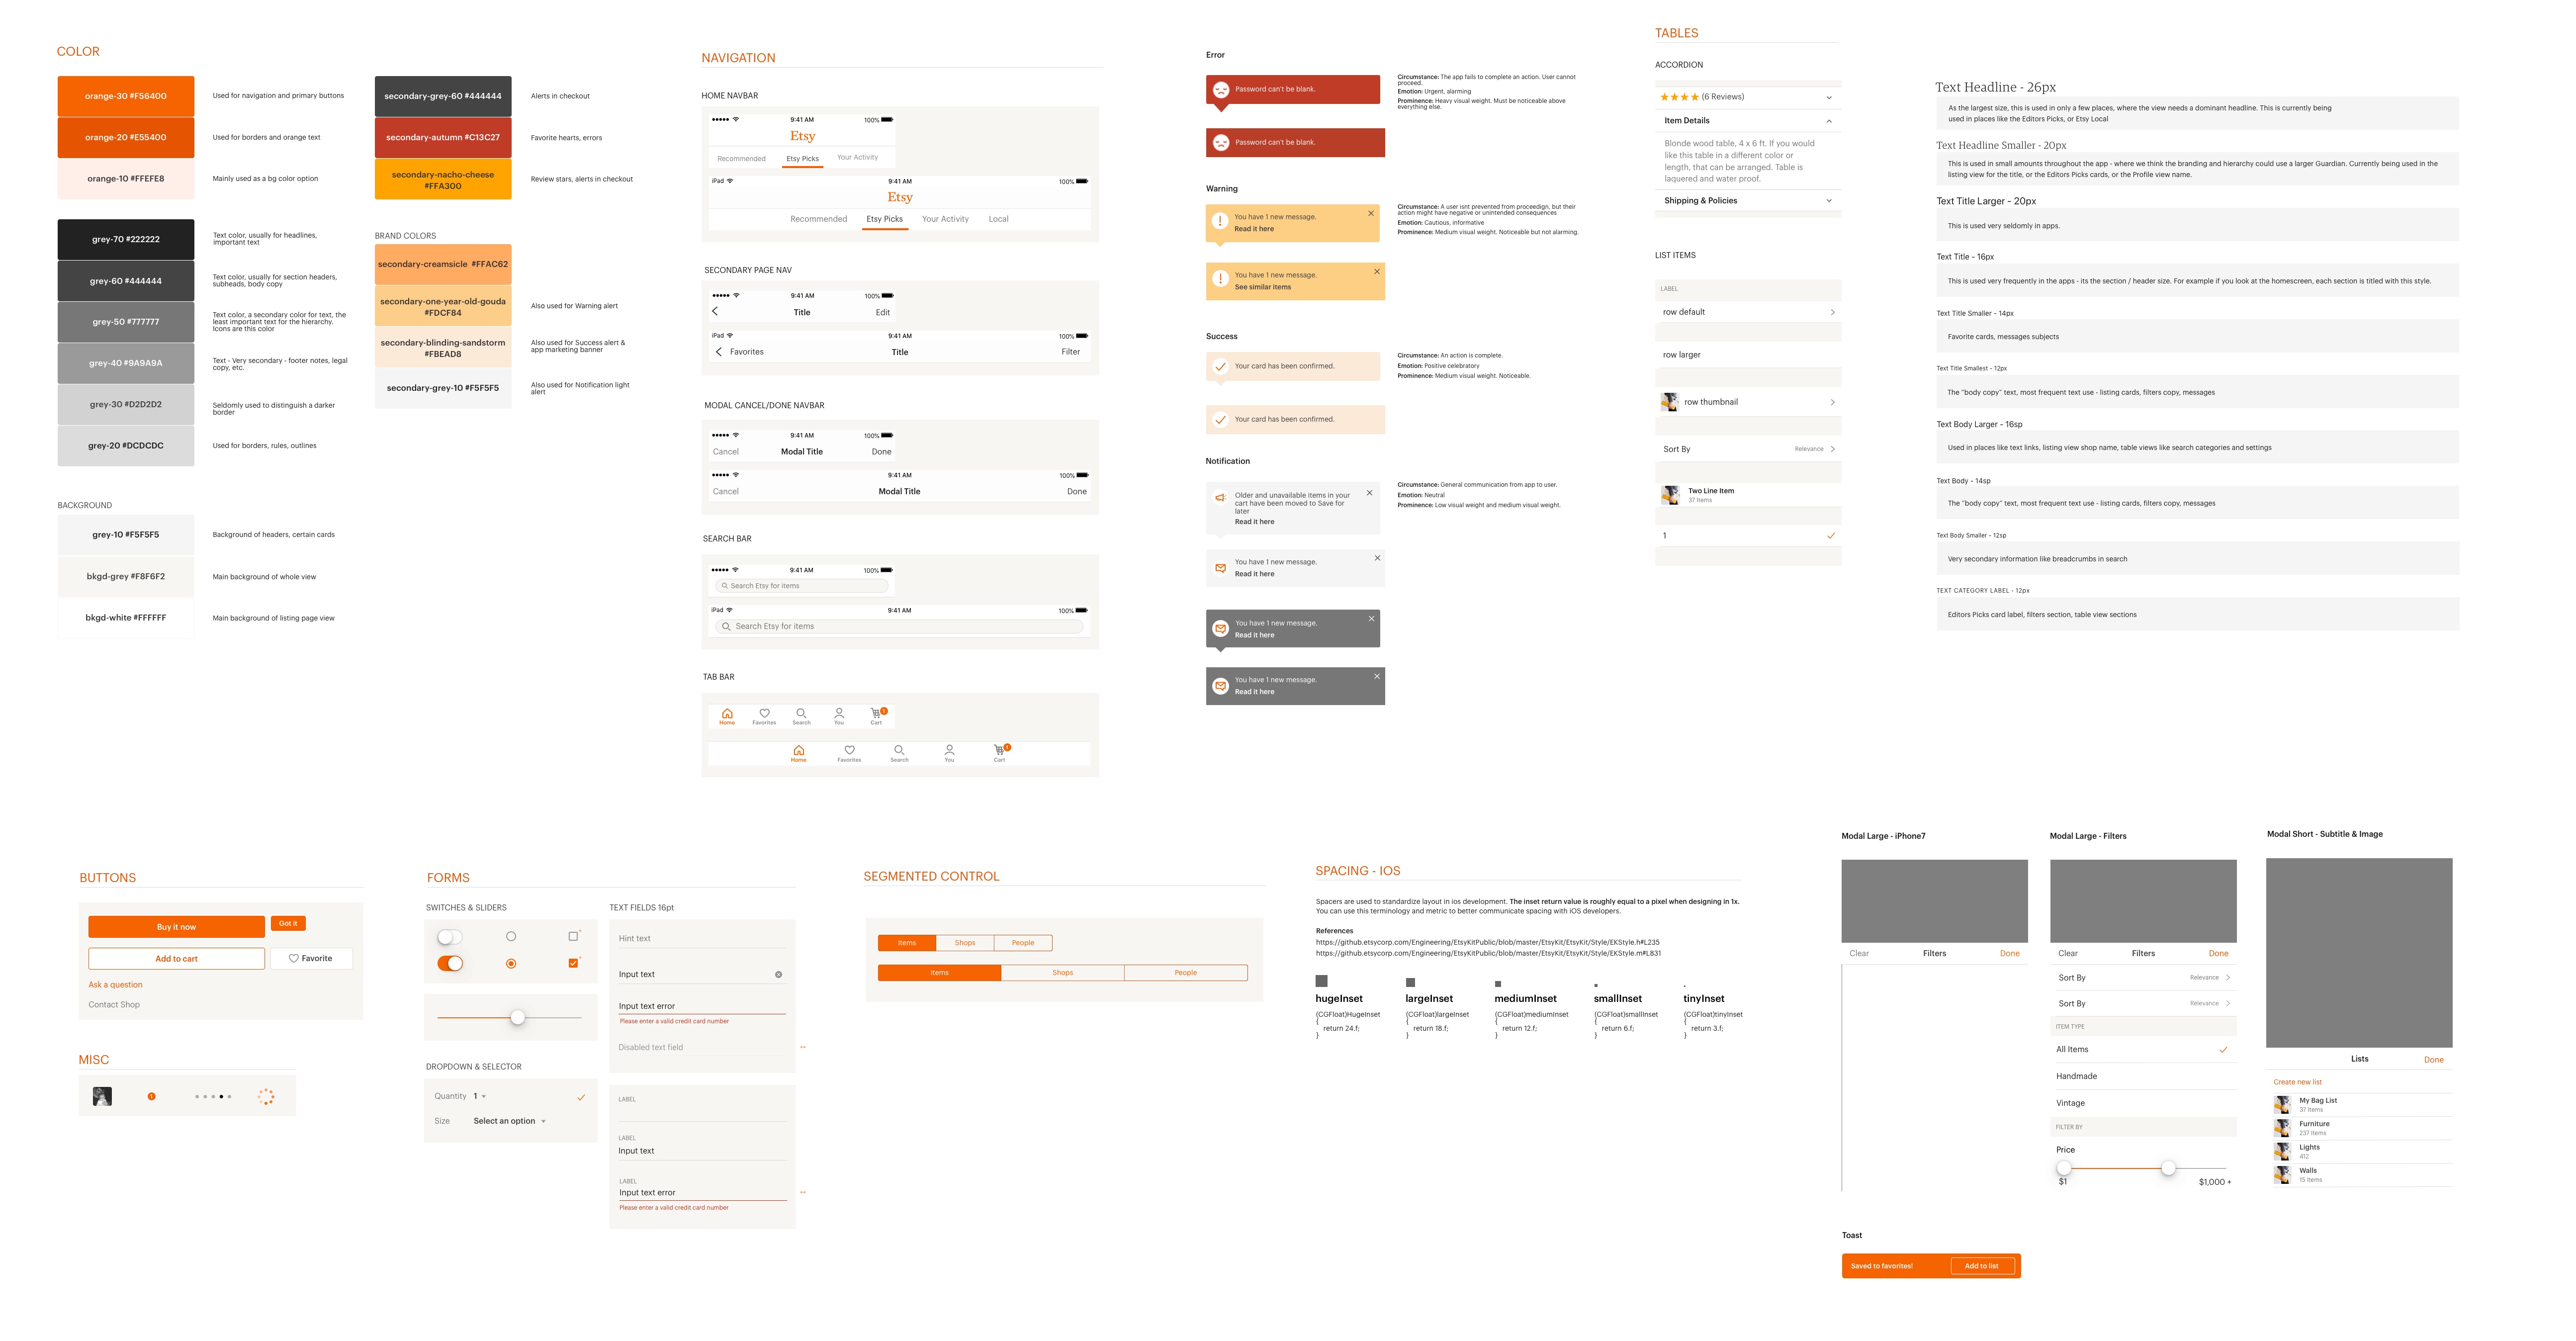 COLOR
orange-30 #F56400
Used for navigation and primary buttons
orange-20 #E55400
Used for borders and orange text
orange-10 #FFEFE8
Mainly used as a bg color option
grey-70 #222222
Text color, usually for headlines,
important text
grey-60 #444444
Text color, usually for section headers,
subheads, body copy
grey-50 #777777
Text color, a secondary color for text, the
least important text for the hierarchy.
Icons are this color
grey-40 #9A9A9A
Text - Very secondary - footer notes, legal
copy, etc.
grey-30 #D2D2D2
Seldomly used to distinguish a darker
border
grey-20 #DCDCDC
Used for borders, rules, outlines
BACKGROUND
grey-10 #F5F5F5
Background of headers, certain cards
bkgd-grey #F8F6F2
Main background of whole view
bkgd-white #FFFFFF
Main background of listing page view
secondary-grey-60 #444444
Alerts in checkout
secondary-autumn #C13C27
Favorite hearts, errors
secondary-nacho-cheese
#FFA300
Review stars, alerts in checkout
BRAND COLORS
secondary-creamsicle #FFAC62
secondary-one-year-old-gouda
#FDCF84
Also used for Warning alert
secondary-blinding-sandstorm
#FBEAD8
Also used for Success alert &
app marketing banner
secondary-grey-10 #F5F5F5
Also used for Notification light
alert
NAVIGATION
HOME NAVBAR
9:41 AM 100%
Etsy
Recommended Etsy Picks Your Activity
iPad 9:41 AM 100%
Etsy
Recommended Etsy Picks Your Activity Local
SECONDARY PAGE NAV
9:41 AM 100%
Title Edit
iPad 9:41 AM 100%
Favorites Title Filter
MODAL CANCEL/DONE NAVBAR
9:41 AM 100%
Cancel Modal Title Done
9:41 AM 100%
Cancel Modal Title Done
SEARCH BAR
9:41 AM 100%
Search Etsy for items
iPad 9:41 AM 100%
Search Etsy for items
TAB BAR
1
Home Favorites Search You Cart
1
Home Favorites Search You Cart
Error
Password can't be blank.
Password can't be blank.
Circumstance: The app fails to complete an action. User cannot
proceed.
Emotion: Urgent, alarming
Prominence: Heavy visual weight. Must be noticeable above
everything else.
Warning
You have 1 new message.
Read it here
You have 1 new message.
See similar items
Circumstance: A user isnt prevented from proceedign, but their
action might have negative or unintended consequences
Emotion: Cautious, informative
Prominence: Medium visual weight. Noticeable but not alarming.
Success
Your card has been confirmed.
Your card has been confirmed.
Circumstance: An action is complete.
Emotion: Positive celebratory
Prominence: Medium visual weight. Noticeable.
Notification
Older and unavailable items in your
cart have been moved to Save for
later
Read it here
You have 1 new message.
Read it here
You have 1 new message.
Read it here
You have 1 new message.
Read it here
Circumstance: General communication from app to user.
Emotion: Neutral
Prominence: Low visual weight and medium visual weight.
TABLES
ACCORDION
(6 Reviews)
Item Details
Blonde wood table, 4 x 6 ft. If you would
like this table in a different color or
length, that can be arranged. Table is
laquered and water proof.
Shipping & Policies
LIST ITEMS
LABEL
row default
row larger
row thumbnail
Sort By Relevance
Two Line Item
37 Items
1
Text Headline - 26px
As the largest size, this is used in only a few places, where the view needs a dominant headline. This is currently being
used in places like the Editors Picks, or Etsy Local
Text Headline Smaller - 20px
This is used in small amounts throughout the app - where we think the branding and hierarchy could use a larger Guardian. Currently being used in the
listing view for the title, or the Editors Picks cards, or the Profile view name.
Text Title Larger - 20px
This is used very seldomly in apps.
Text Title - 16px
This is used very frequently in the apps - its the section / header size. For example if you look at the homescreen, each section is titled with this style.
Text Title Smaller - 14px
Favorite cards, messages subjects
Text Title Smallest - 12px
The "body copy" text, most frequent text use - listing cards, filters copy, messages
Text Body Larger - 16sp
Used in places like text links, listing view shop name, table views like search categories and settings
Text Body - 14sp
The "body copy" text, most frequent text use - listing cards, filters copy, messages
Text Body Smaller - 12sp
Very secondary information like breadcrumbs in search
TEXT CATEGORY LABEL - 12px
Editors Picks card label, filters section, table view sections
BUTTONS
Buy it now Got it
Add to cart Favorite
Ask a question
Contact Shop
MISC
1
FORMS
SWITCHES & SLIDERS
DROPDOWN & SELECTOR
Quantity 1
Size Select an option
TEXT FIELDS 16pt
Hint text
Input text
Input text error
Please enter a valid credit card number
Disabled text field
LABEL
LABEL
Input text
LABEL
Input text error
Please enter a valid credit card number
SEGMENTED CONTROL
Items Shops People
Items Shops People
SPACING - IOS
Spacers are used to standardize layout in ios development. The inset return value is roughly equal to a pixel when designing in 1x.
You can use this terminology and metric to better communicate spacing with iOS developers.
References
https://github.etsycorp.com/Engineering/EtsyKitPublic/blob/master/EtsyKit/EtsyKit/Style/EKStyle.h#L235
https://github.etsycorp.com/Engineering/EtsyKitPublic/blob/master/EtsyKit/EtsyKit/Style/EKStyle.m#L831
hugeInset
(CGFloat)HugeInset
{
return 24.f;
}
largeInset
(CGFloat)largeInset
{
return 18.f;
}
mediumInset
(CGFloat)mediumInset
{
return 12.f;
}
smallInset
(CGFloat)smallInset
{
return 6.f;
}
tinyInset
(CGFloat)tinyInset
{
return 3.f;
}
Modal Large - iPhone7
Clear Filters Done
Modal Large - Filters
Clear Filters Done
Sort By Relevance
Sort By Relevance
ITEM TYPE
All Items
Handmade
Vintage
FILTER BY
Price
$1 $1,000 +
Modal Short - Subtitle & Image
Lists Done
Create new list
My Bag List
37 Items
Furniture
237 Items
Lights
412
Walls
15 Items
Toast
Saved to favorites! Add to list